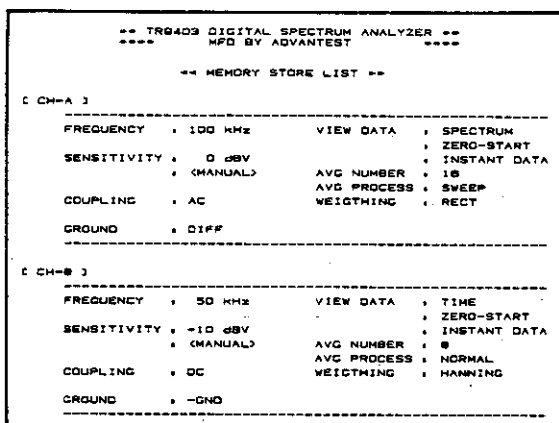 ** TR9403 DIGITAL SPECTRUM ANALYZER **
**** MFD BY ADVANTEST ****
** MEMORY STORE LIST **
[ CH-A ]
FREQUENCY : 100 kHz VIEW DATA : SPECTRUM
: ZERO-START
SENSITIVITY : 0 dBV : INSTANT DATA
: <MANUAL> AVG NUMBER : 16
AVG PROCESS : SWEEP
COUPLING : AC WEIGTHING : RECT
GROUND : DIFF
[ CH-B ]
FREQUENCY : 50 kHz VIEW DATA : TIME
: ZERO-START
SENSITIVITY : -10 dBV : INSTANT DATA
: <MANUAL> AVG NUMBER :
AVG PROCESS : NORMAL
COUPLING : DC WEIGTHING : HANNING
GROUND : -GND